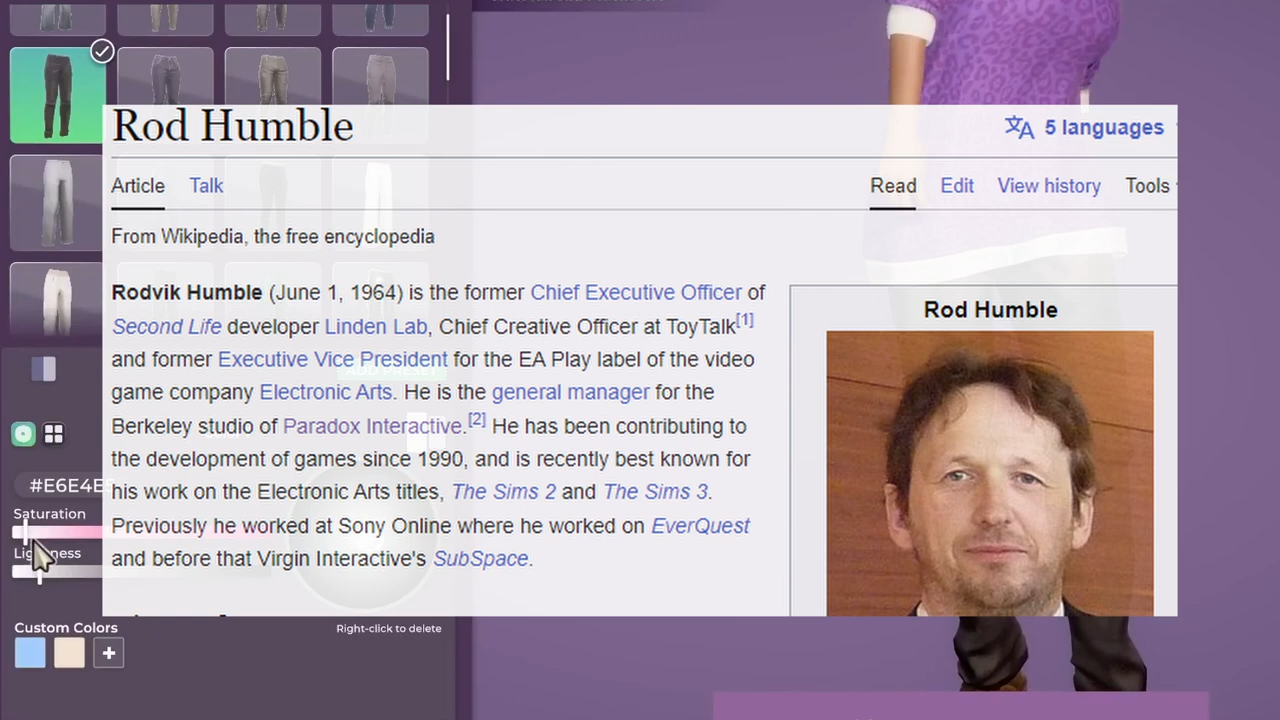 Rod Humble
5 languages
Article Talk Read Edit View history Tools
From Wikipedia, the free encyclopedia
Rodvik Humble (June 1, 1964) is the former Chief Executive Officer of
Second Life developer Linden Lab, Chief Creative Officer at ToyTalk[1]
and former Executive Vice President for the EA Play label of the video
game company Electronic Arts. He is the general manager for the
Berkeley studio of Paradox Interactive.[2] He has been contributing to
the development of games since 1990, and is recently best known for
his work on the Electronic Arts titles, The Sims 2 and The Sims 3.
Previously he worked at Sony Online where he worked on EverQuest
and before that Virgin Interactive's SubSpace.
Rod Humble
ADD PRESET
#E6E4E
Saturation
Lightness
Custom Colors
Right-click to delete